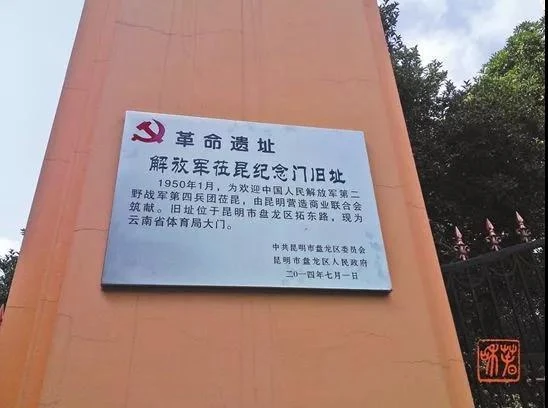 革命遗址
解放军莅昆纪念门旧址
1950年1月，为欢迎中国人民解放军第二
野战军第四兵团莅昆，由昆明营造商业联合会
筑献。旧址位于昆明市盘龙区拓东路，现为
云南省体育局大门。
中共昆明市盘龙区委员会
昆明市盘龙区人民政府
二〇一四年七月一日